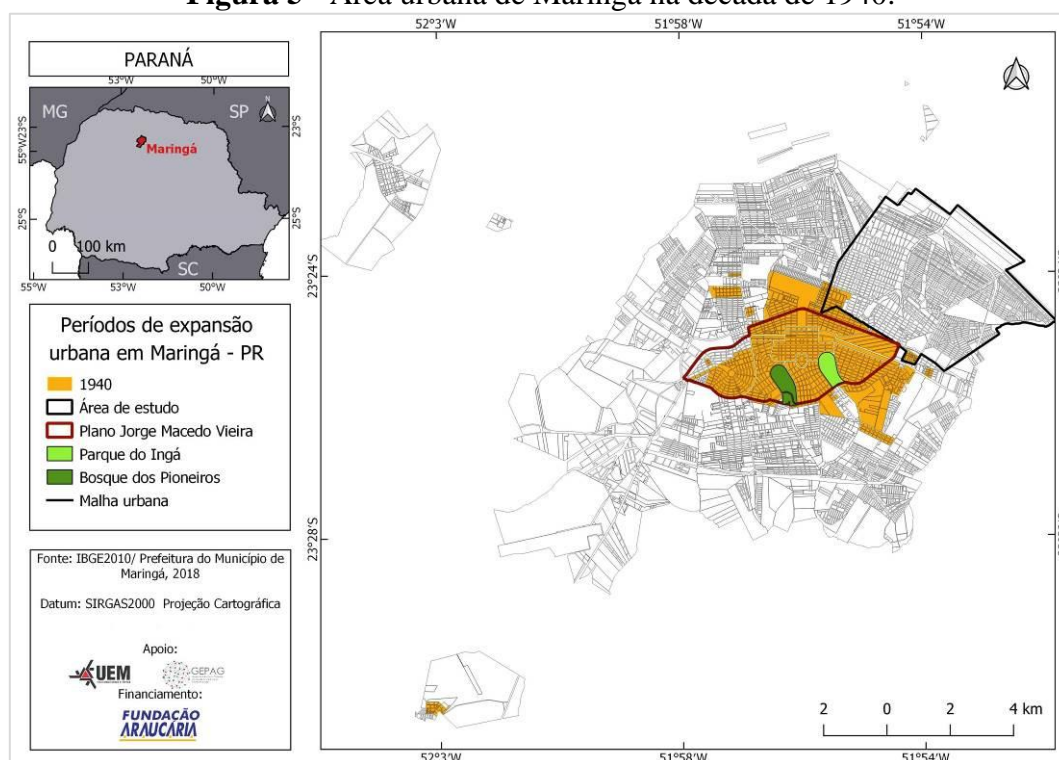 Figura 3 - Área urbana de Maringá na década de 1940.
52°3'W 51°58'W 51°54'W
PARANÁ
53°W 50°W
MG SP
N
Maringá
55°W 23°S
23°S
25°S
25°S
0 100 km
SC
55°W 53°W 50°W
23°24'S
23°28'S
Períodos de expansão
urbana em Maringá - PR
1940
Área de estudo
Plano Jorge Macedo Vieira
Parque do Ingá
Bosque dos Pioneiros
Malha urbana
Fonte: IBGE2010/ Prefeitura do Município de
Maringá, 2018
Datum: SIRGAS2000 Projeção Cartográfica
Apoio:
UEM
GEPAG
Financiamento:
FUNDAÇÃO
ARAUCÁRIA
2 0 2 4 km
52°3'W 51°58'W 51°54'W